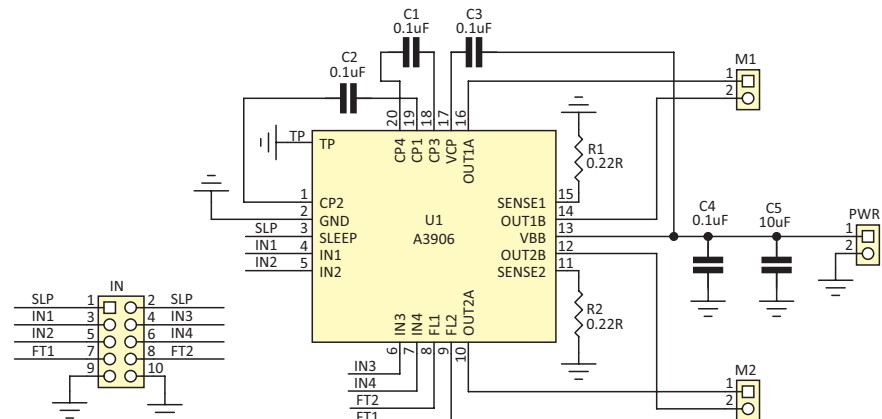 C1
0.1uF
C3
0.1uF
C2
0.1uF
M1
1
2
20
19
18
17
16
CP4
CP1
CP3
VCP
OUT1A
TP
TP
R1
0.22R
1
CP2
2
GND
SLP
3
SLEEP
IN1
4
IN1
IN2
5
IN2
U1
A3906
SENSE1
15
OUT1B
14
VBB
13
OUT2B
12
SENSE2
11
C4
0.1uF
C5
10uF
PWR
1
2
IN
SLP
1
2
SLP
IN1
3
4
IN3
IN2
5
6
IN4
FT1
7
8
FT2
9
10
IN3
IN4
FL1
FL2
OUT2A
6
7
8
9
10
R2
0.22R
IN3
IN4
FT2
FT1
M2
1
2